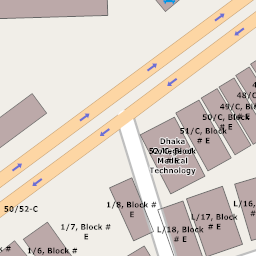 48/C,
49/C, Block
# E
50/C, Block
# E
51/C, Block
# E
Dhaka
Medical
Technology
50/52-C
1/8, Block #
E
1/7, Block #
E
1/6, Block #
L/16,
L/17, Block
# E
L/18, Block
# E